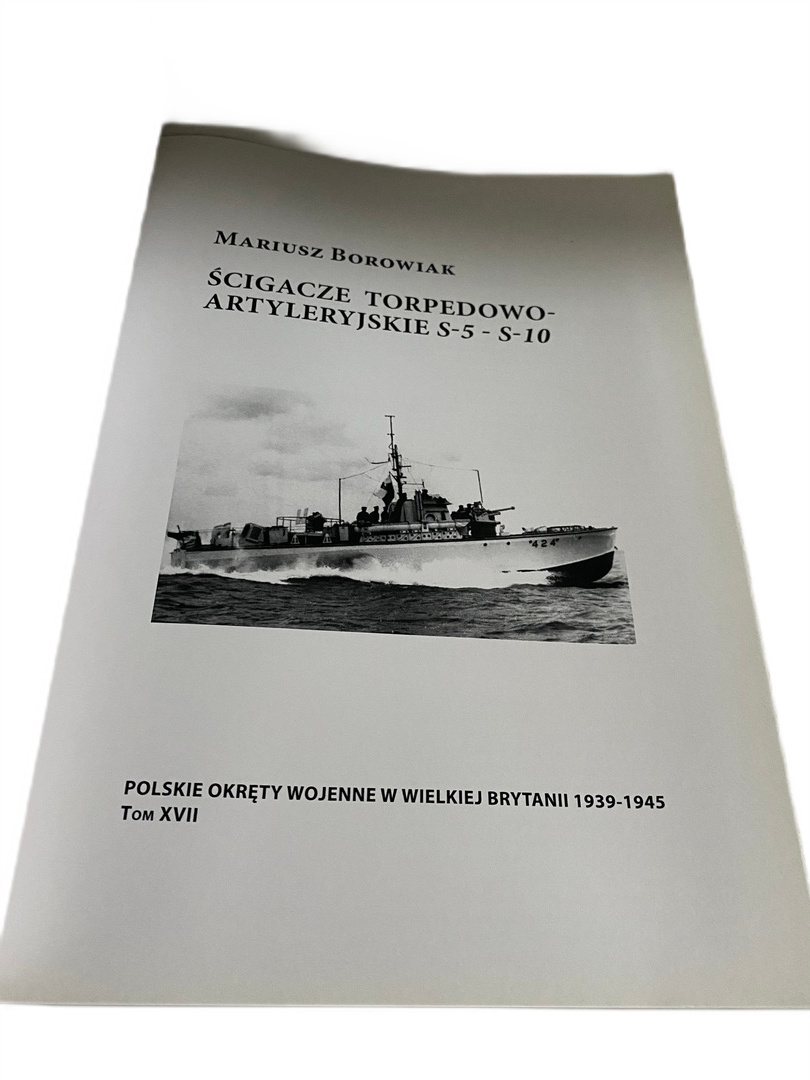 Mariusz Borowiak
ŚCIGACZE TORPEDOWO-
ARTYLERYJSKIE S-5 - S-10
"424"
POLSKIE OKRĘTY WOJENNE W WIELKIEJ BRYTANII 1939-1945
Tom XVII